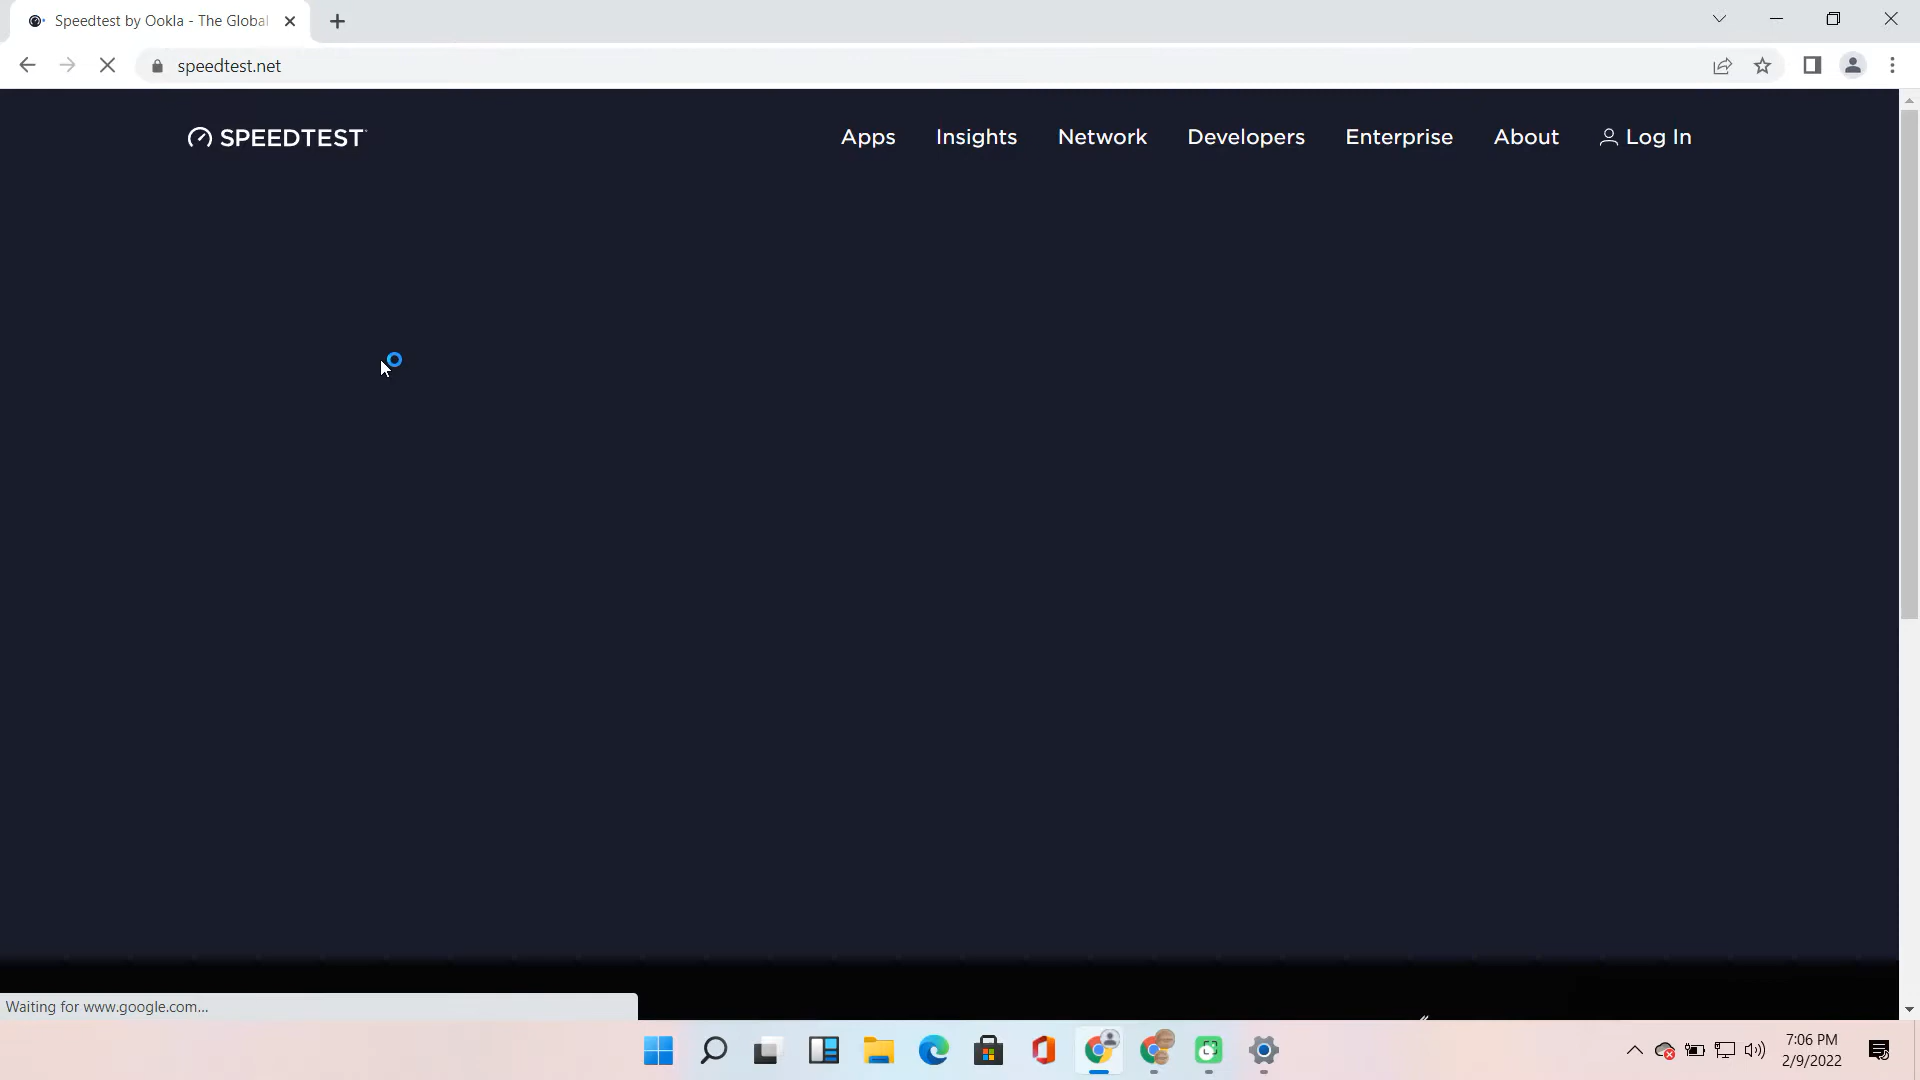 Speedtest by Ookla - The Global
speedtest.net
SPEEDTEST
Apps
Insights
Network
Developers
Enterprise
About
Log In
Waiting for www.google.com...
7:06 PM
2/9/2022